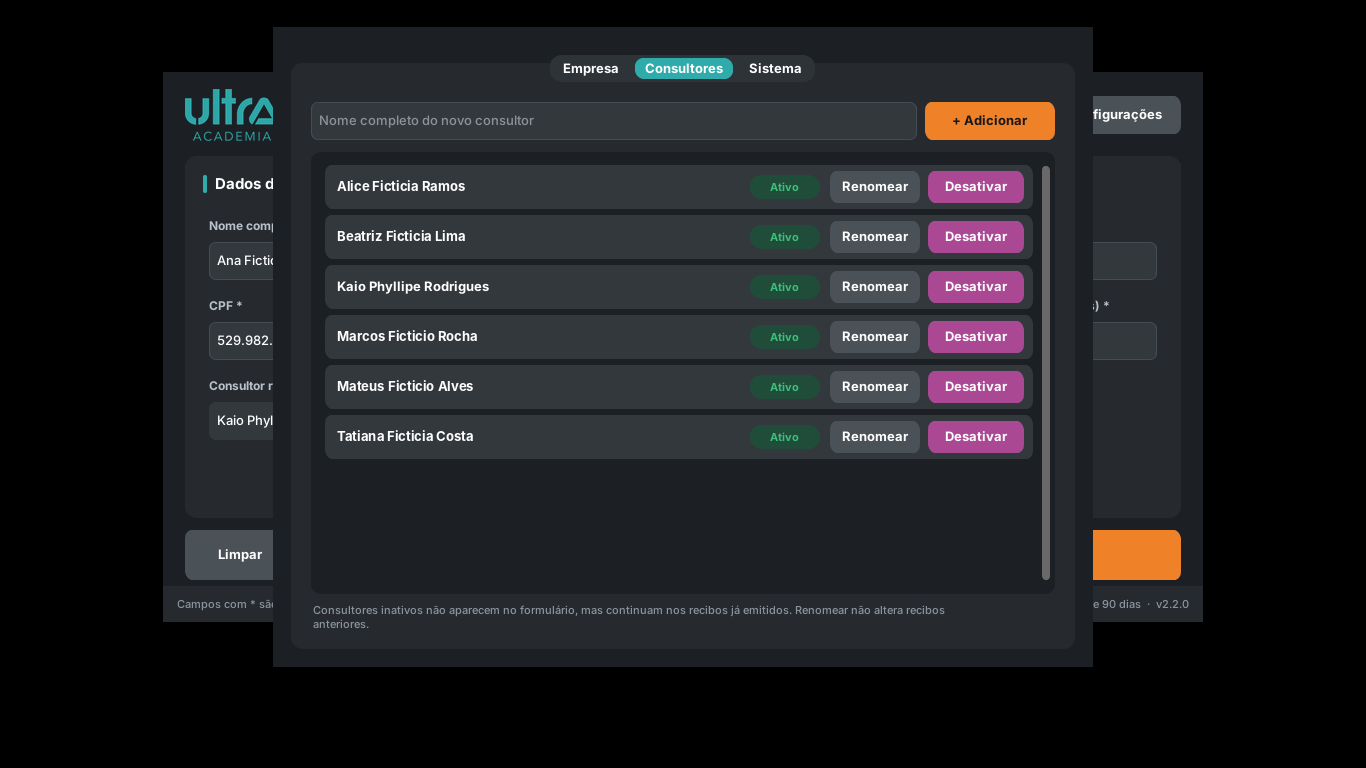 Empresa
Consultores
Sistema
ultra
ACADEMIA
figurações
Nome completo do novo consultor
+ Adicionar
Dados d
Alice Ficticia Ramos
Ativo
Renomear
Desativar
Nome comp
Beatriz Ficticia Lima
Ativo
Renomear
Desativar
Ana Fictic
Kaio Phyllipe Rodrigues
Ativo
Renomear
Desativar
CPF *
) *
529.982.
Marcos Ficticio Rocha
Ativo
Renomear
Desativar
Consultor r
Mateus Ficticio Alves
Ativo
Renomear
Desativar
Kaio Phyl
Tatiana Ficticia Costa
Ativo
Renomear
Desativar
Limpar
Campos com * são
e 90 dias · v2.2.0
Consultores inativos não aparecem no formulário, mas continuam nos recibos já emitidos. Renomear não altera recibos
anteriores.